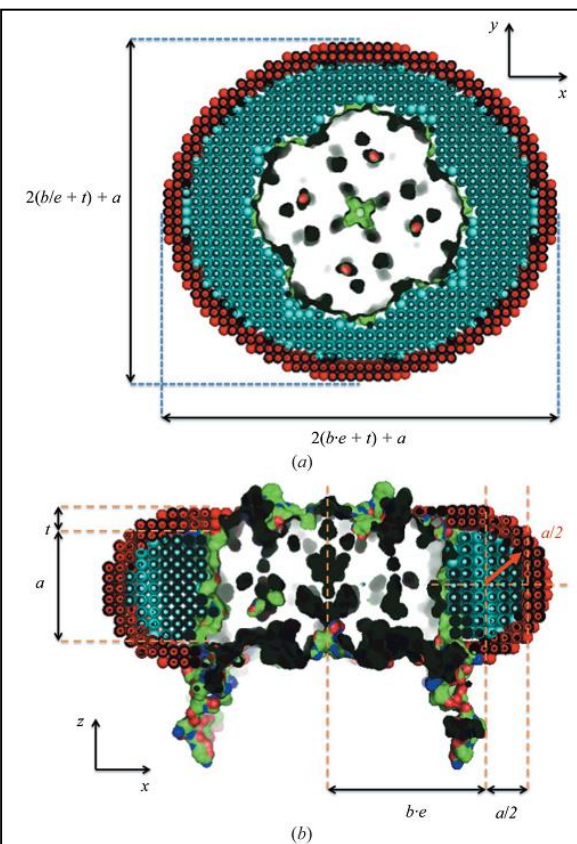 y
x
2(b/e + t) + a
2(b·e + t) + a
(a)
t
a
a/2
z
x
b·e
a/2
(b)